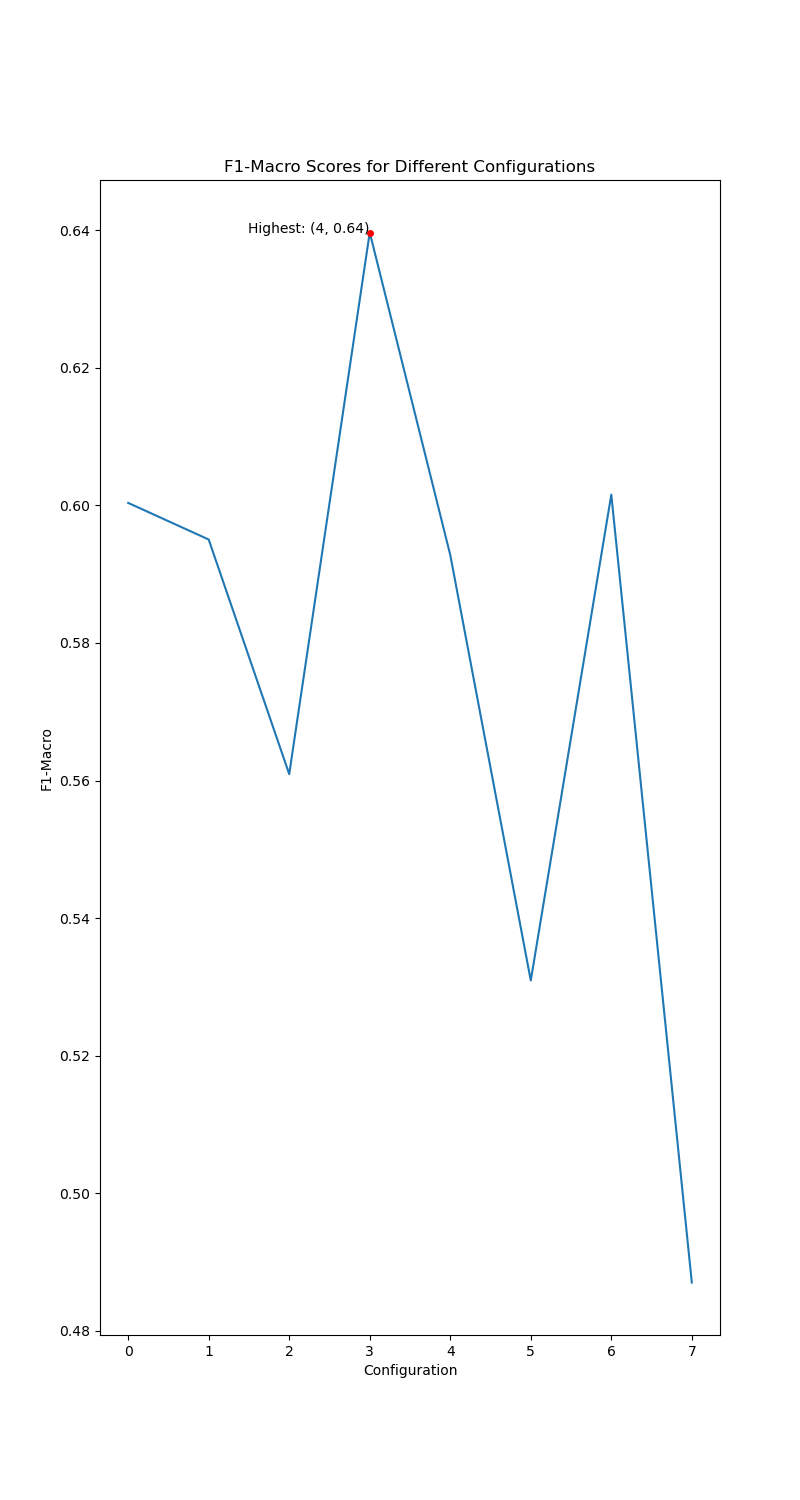 F1-Macro Scores for Different Configurations
Highest: (4, 0.64)
0.64
0.62
0.60
0.58
0.56
0.54
0.52
0.50
0.48
F1-Macro
0 1 2 3 4 5 6 7
Configuration